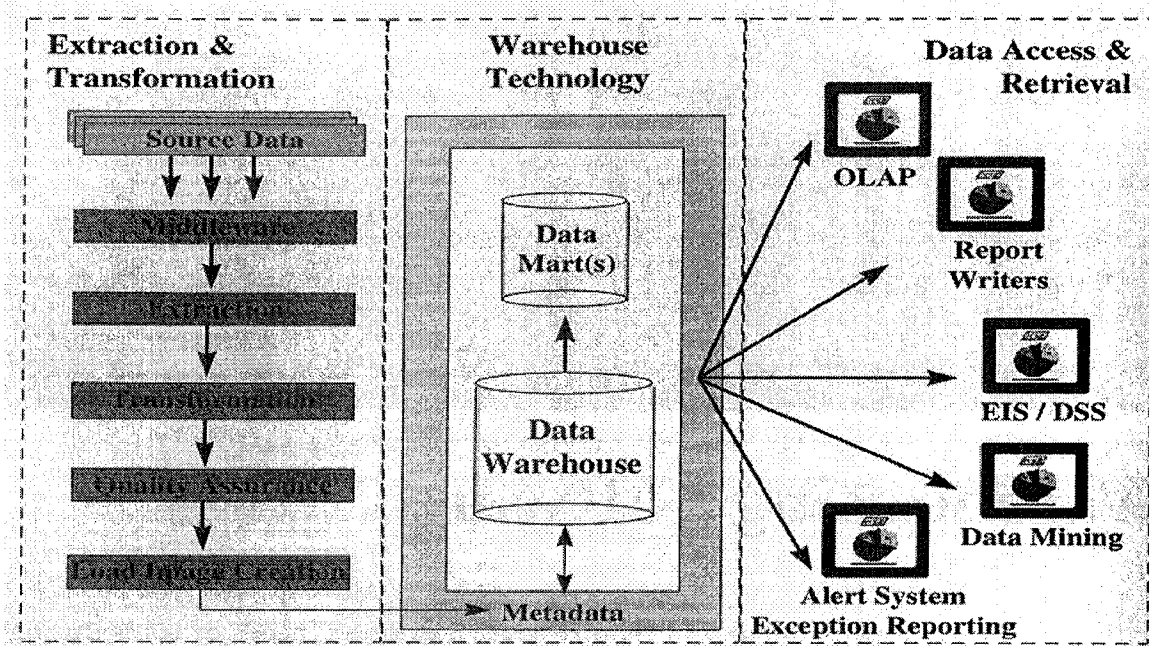 Extraction &
Transformation
Source Data
Middleware
Extraction
Transformation
Quality Assurance
Load Image Creation
Warehouse
Technology
Data
Mart(s)
Data
Warehouse
Metadata
Data Access &
Retrieval
OLAP
Report
Writers
EIS / DSS
Data Mining
Alert System
Exception Reporting